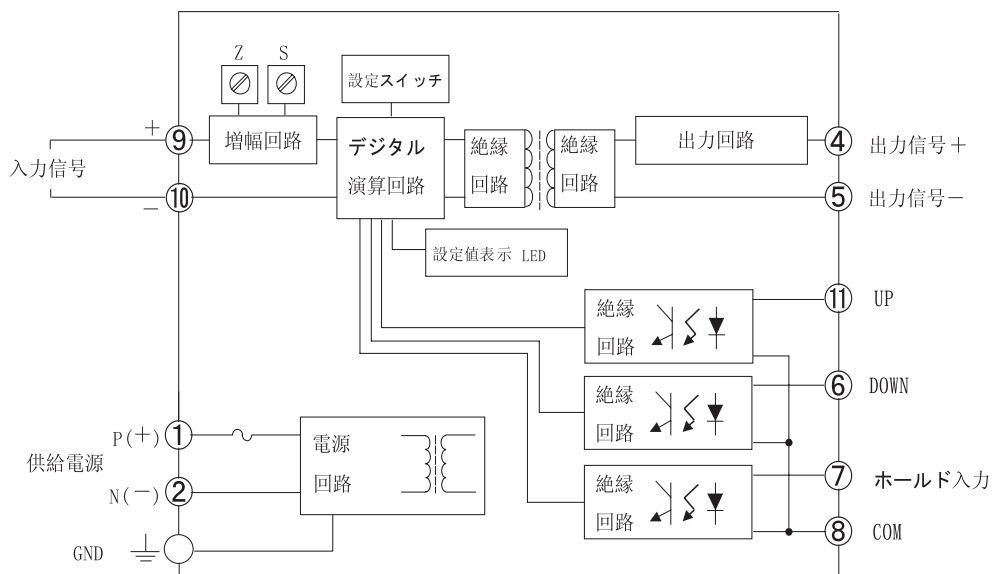 Z
S
設定スイッチ
+
⑨
増幅回路
デジタル
演算回路
絶縁
回路
絶縁
回路
出力回路
④
出力信号＋
入力信号
⑩
−
⑤
出力信号−
設定値表示 LED
絶縁
回路
⑪
UP
絶縁
回路
⑥
DOWN
絶縁
回路
⑦
ホールド入力
⑧
COM
P(+)
①
供給電源
N(−)
②
電源
回路
GND